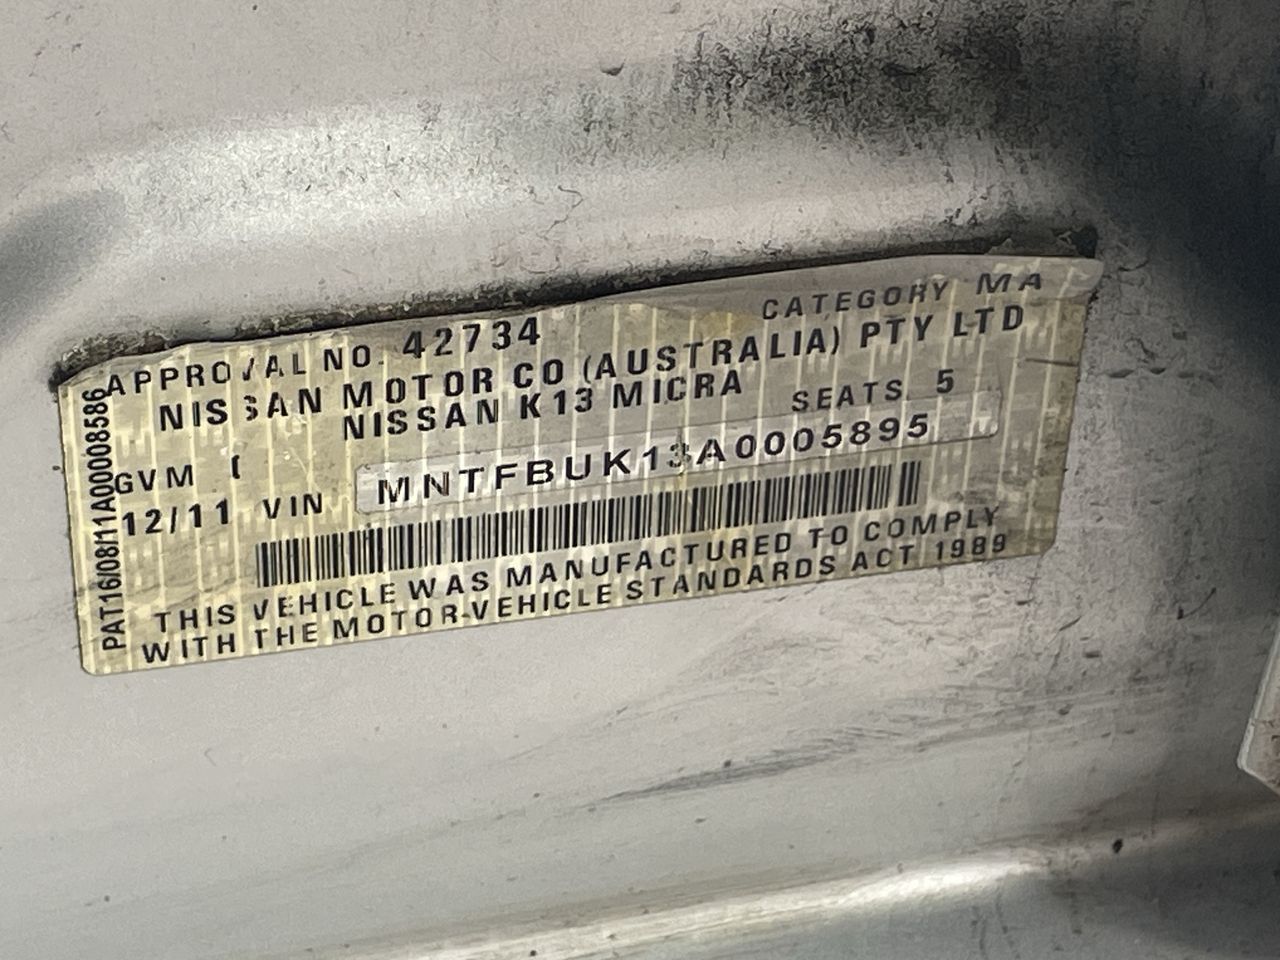 APPROVAL NO. 42734
CATEGORY MA
NISSAN MOTOR CO (AUSTRALIA) PTY LTD
NISSAN K13 MICRA
SEATS 5
GVM
12/11 VIN MNTFBUK13A0005895
THIS VEHICLE WAS MANUFACTURED TO COMPLY
WITH THE MOTOR-VEHICLE STANDARDS ACT 1989
PAT16/08/11A00008586